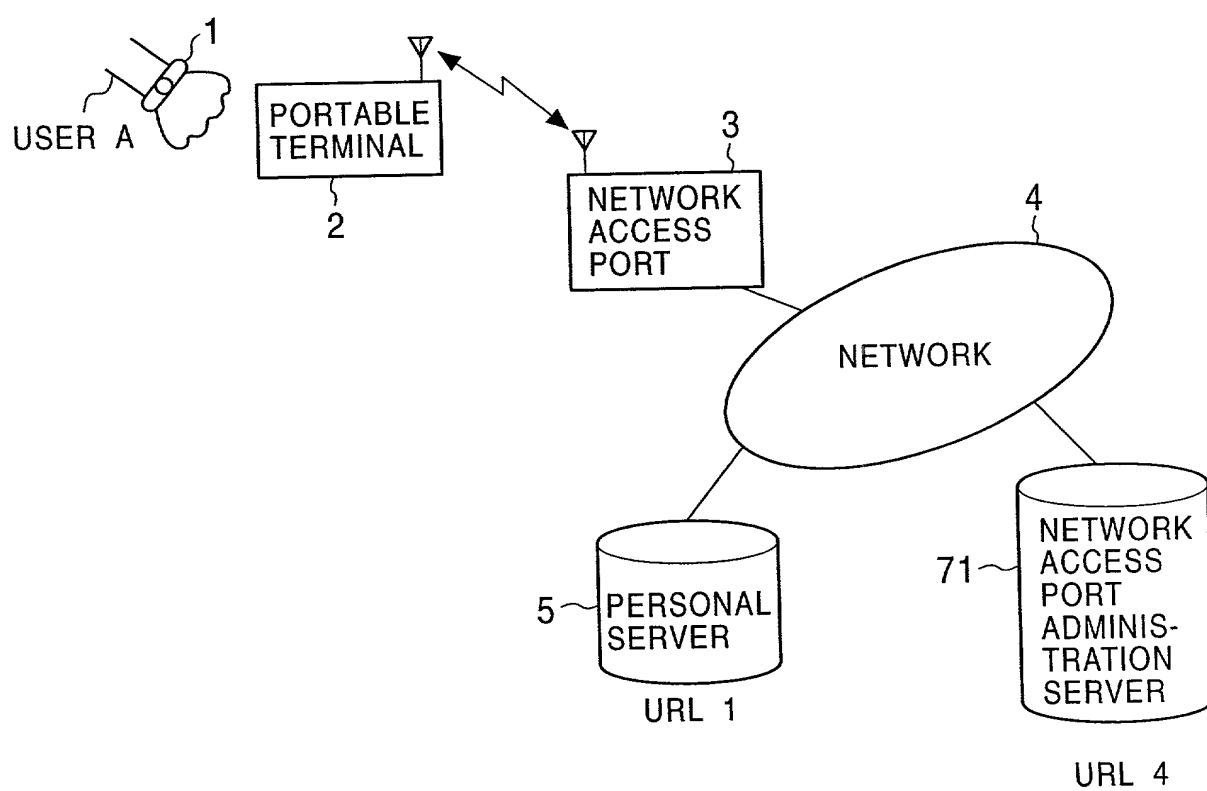 1
USER A
PORTABLE
TERMINAL
2
3
NETWORK
ACCESS
PORT
4
NETWORK
5
PERSONAL
SERVER
URL 1
71
NETWORK
ACCESS
PORT
ADMINIS-
TRATION
SERVER
URL 4